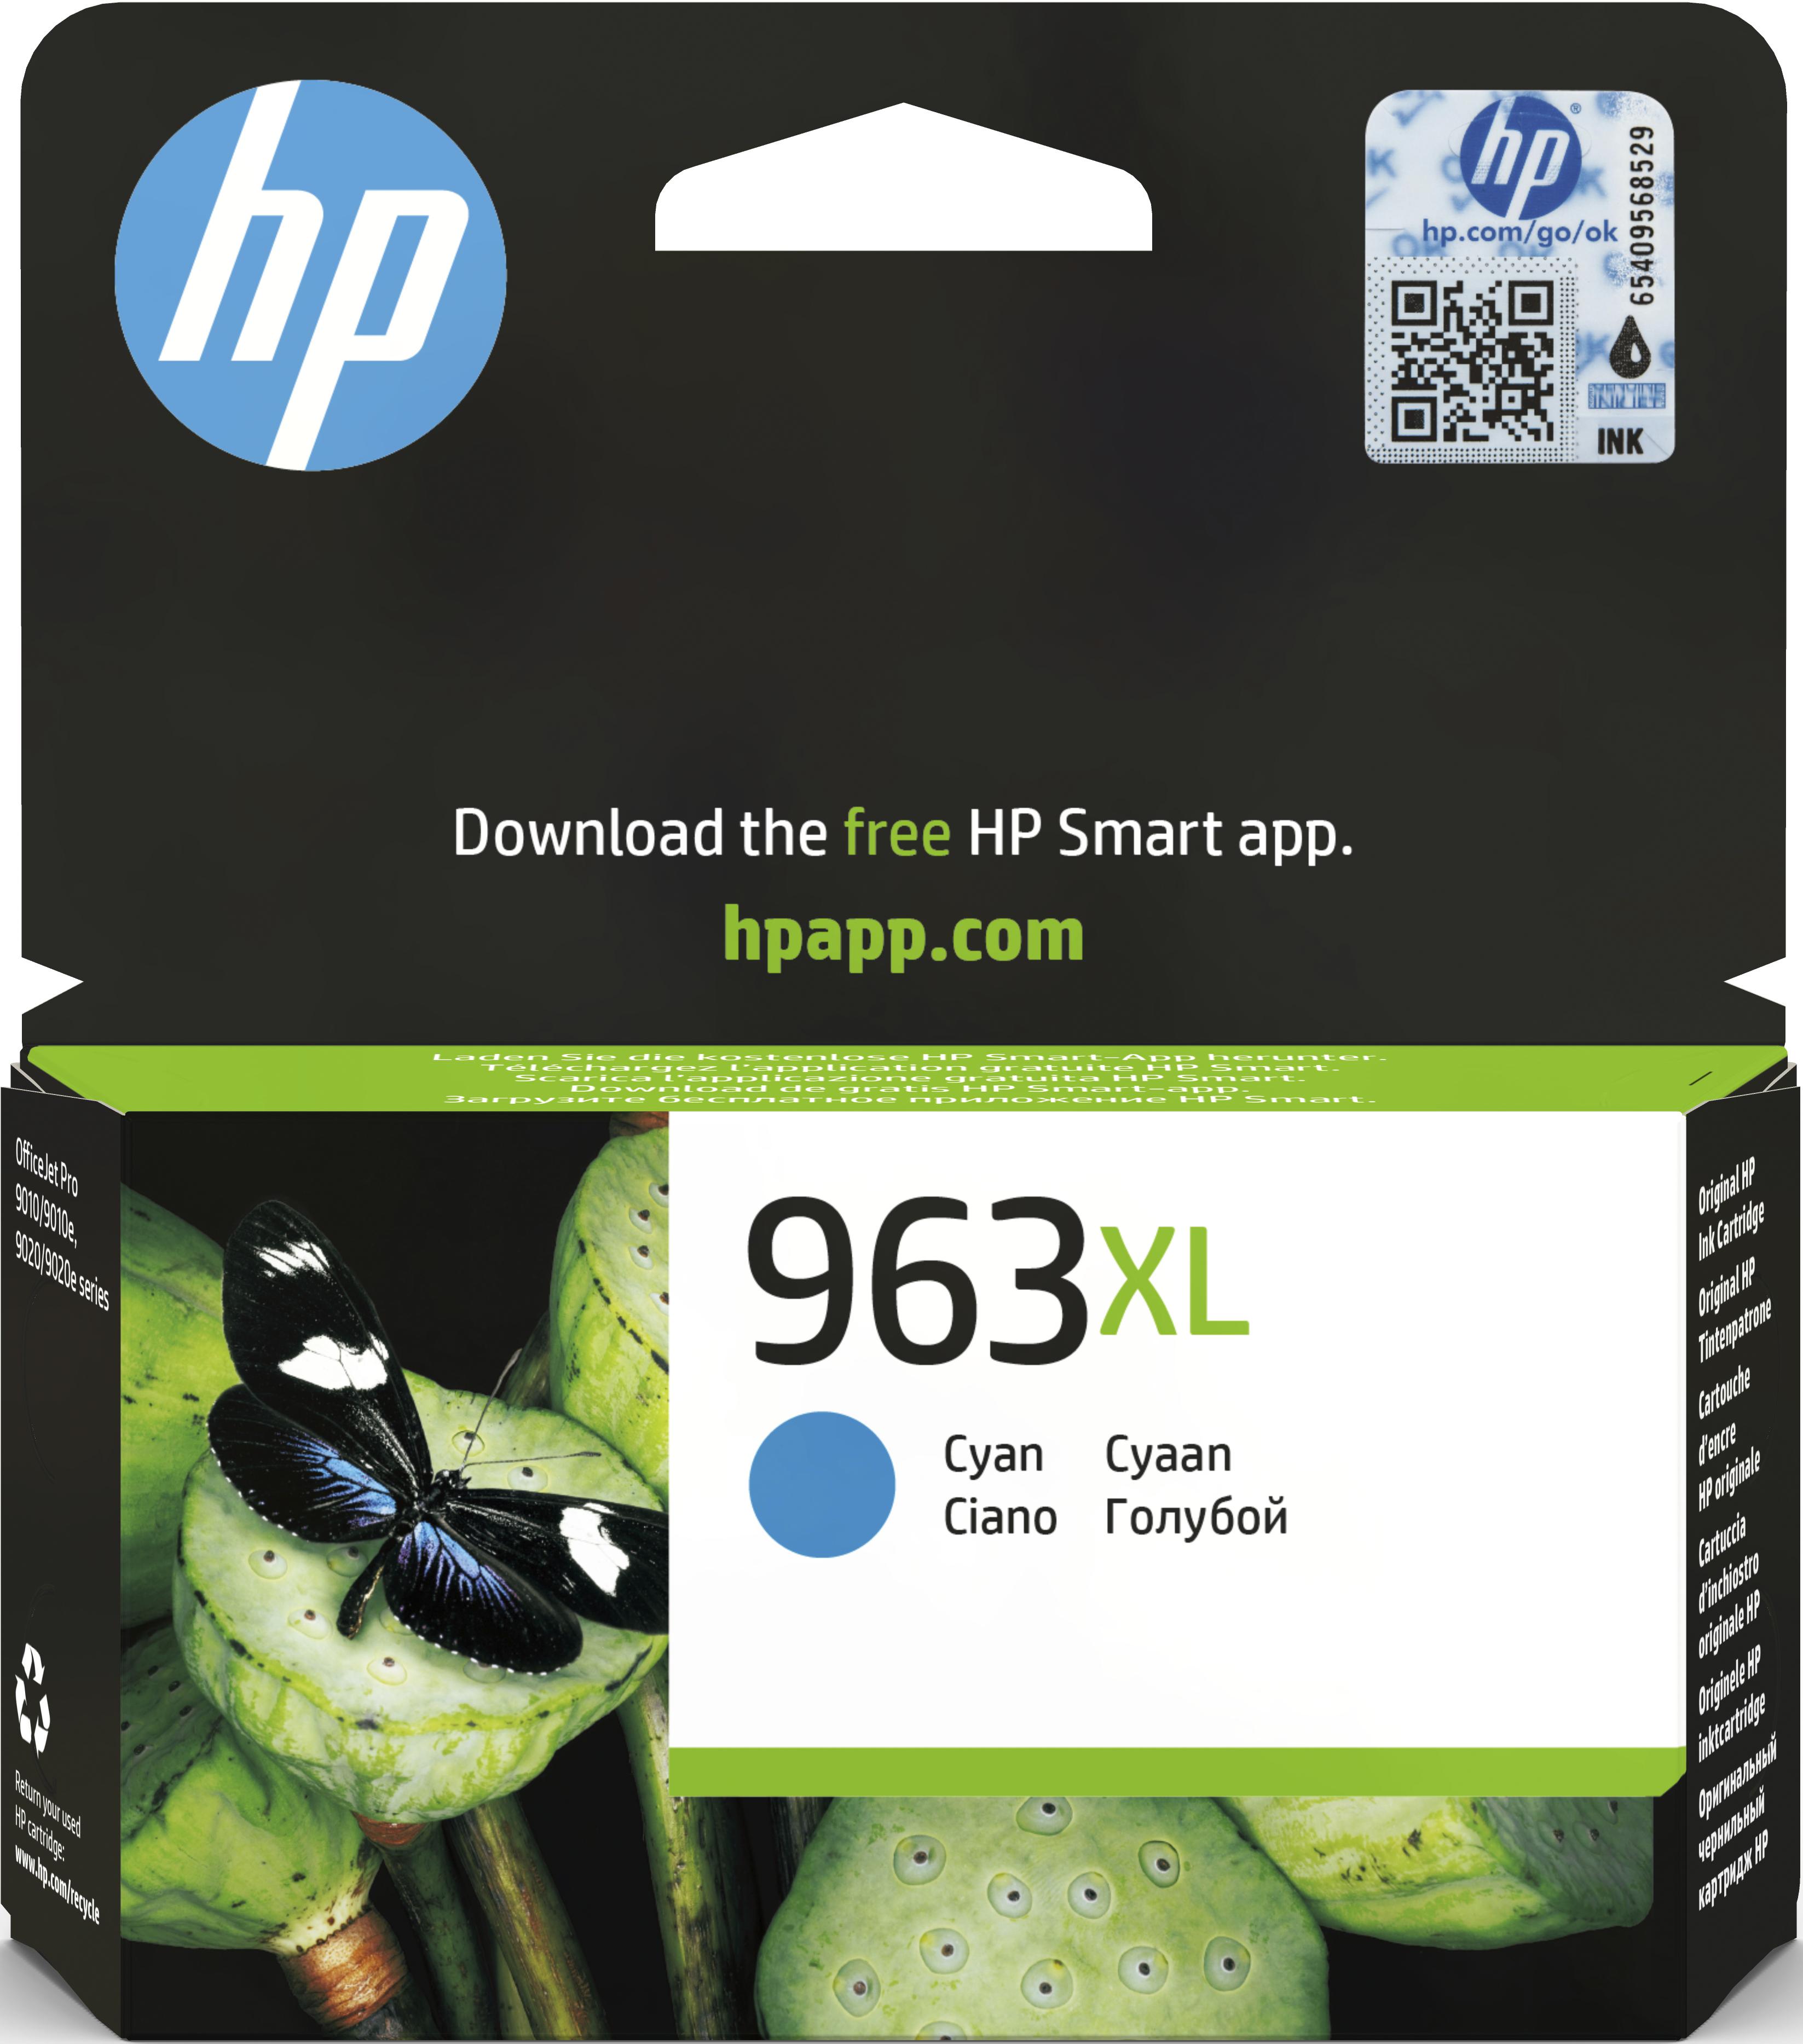 hp
hp
®
hp.com/go/ok
65409568529
INK
Download the free HP Smart app.
hpapp.com
Laden Sie die kostenlose HP Smart-App herunter.
Téléchargez l'application gratuite HP Smart.
Scarica l'applicazione gratuita HP Smart.
Download de gratis HP Smart-app.
Загрузите бесплатное приложение HP Smart.
OfficeJet Pro
9010/9010e,
9020/9020e series
Return your used
HP cartridge:
www.hp.com/recycle
963XL
Cyan Cyaan
Ciano Голубой
Original HP
Ink Cartridge
Original HP
Tintenpatrone
Cartouche
d'encre
HP originale
Cartuccia
d'inchiostro
originale HP
Originele HP
inktcartridge
Оригинальный
чернильный
картридж HP